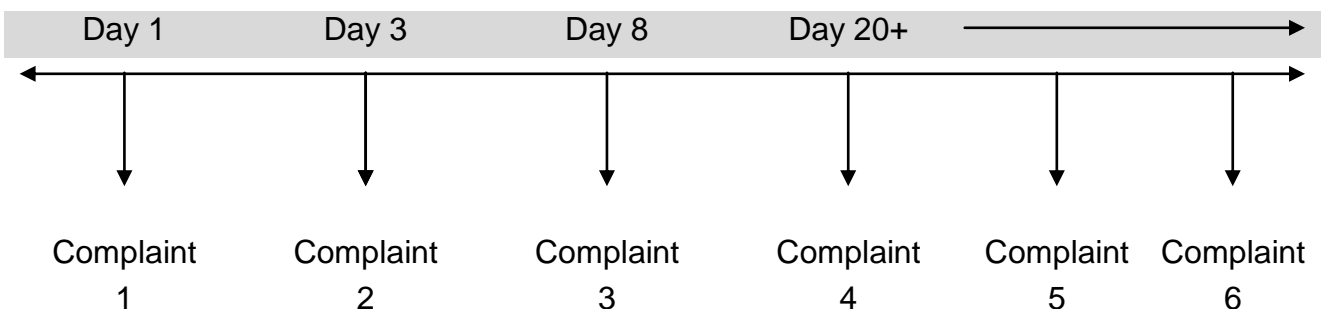 Day 1 Day 3 Day 8 Day 20+
Complaint Complaint Complaint Complaint Complaint Complaint
1 2 3 4 5 6